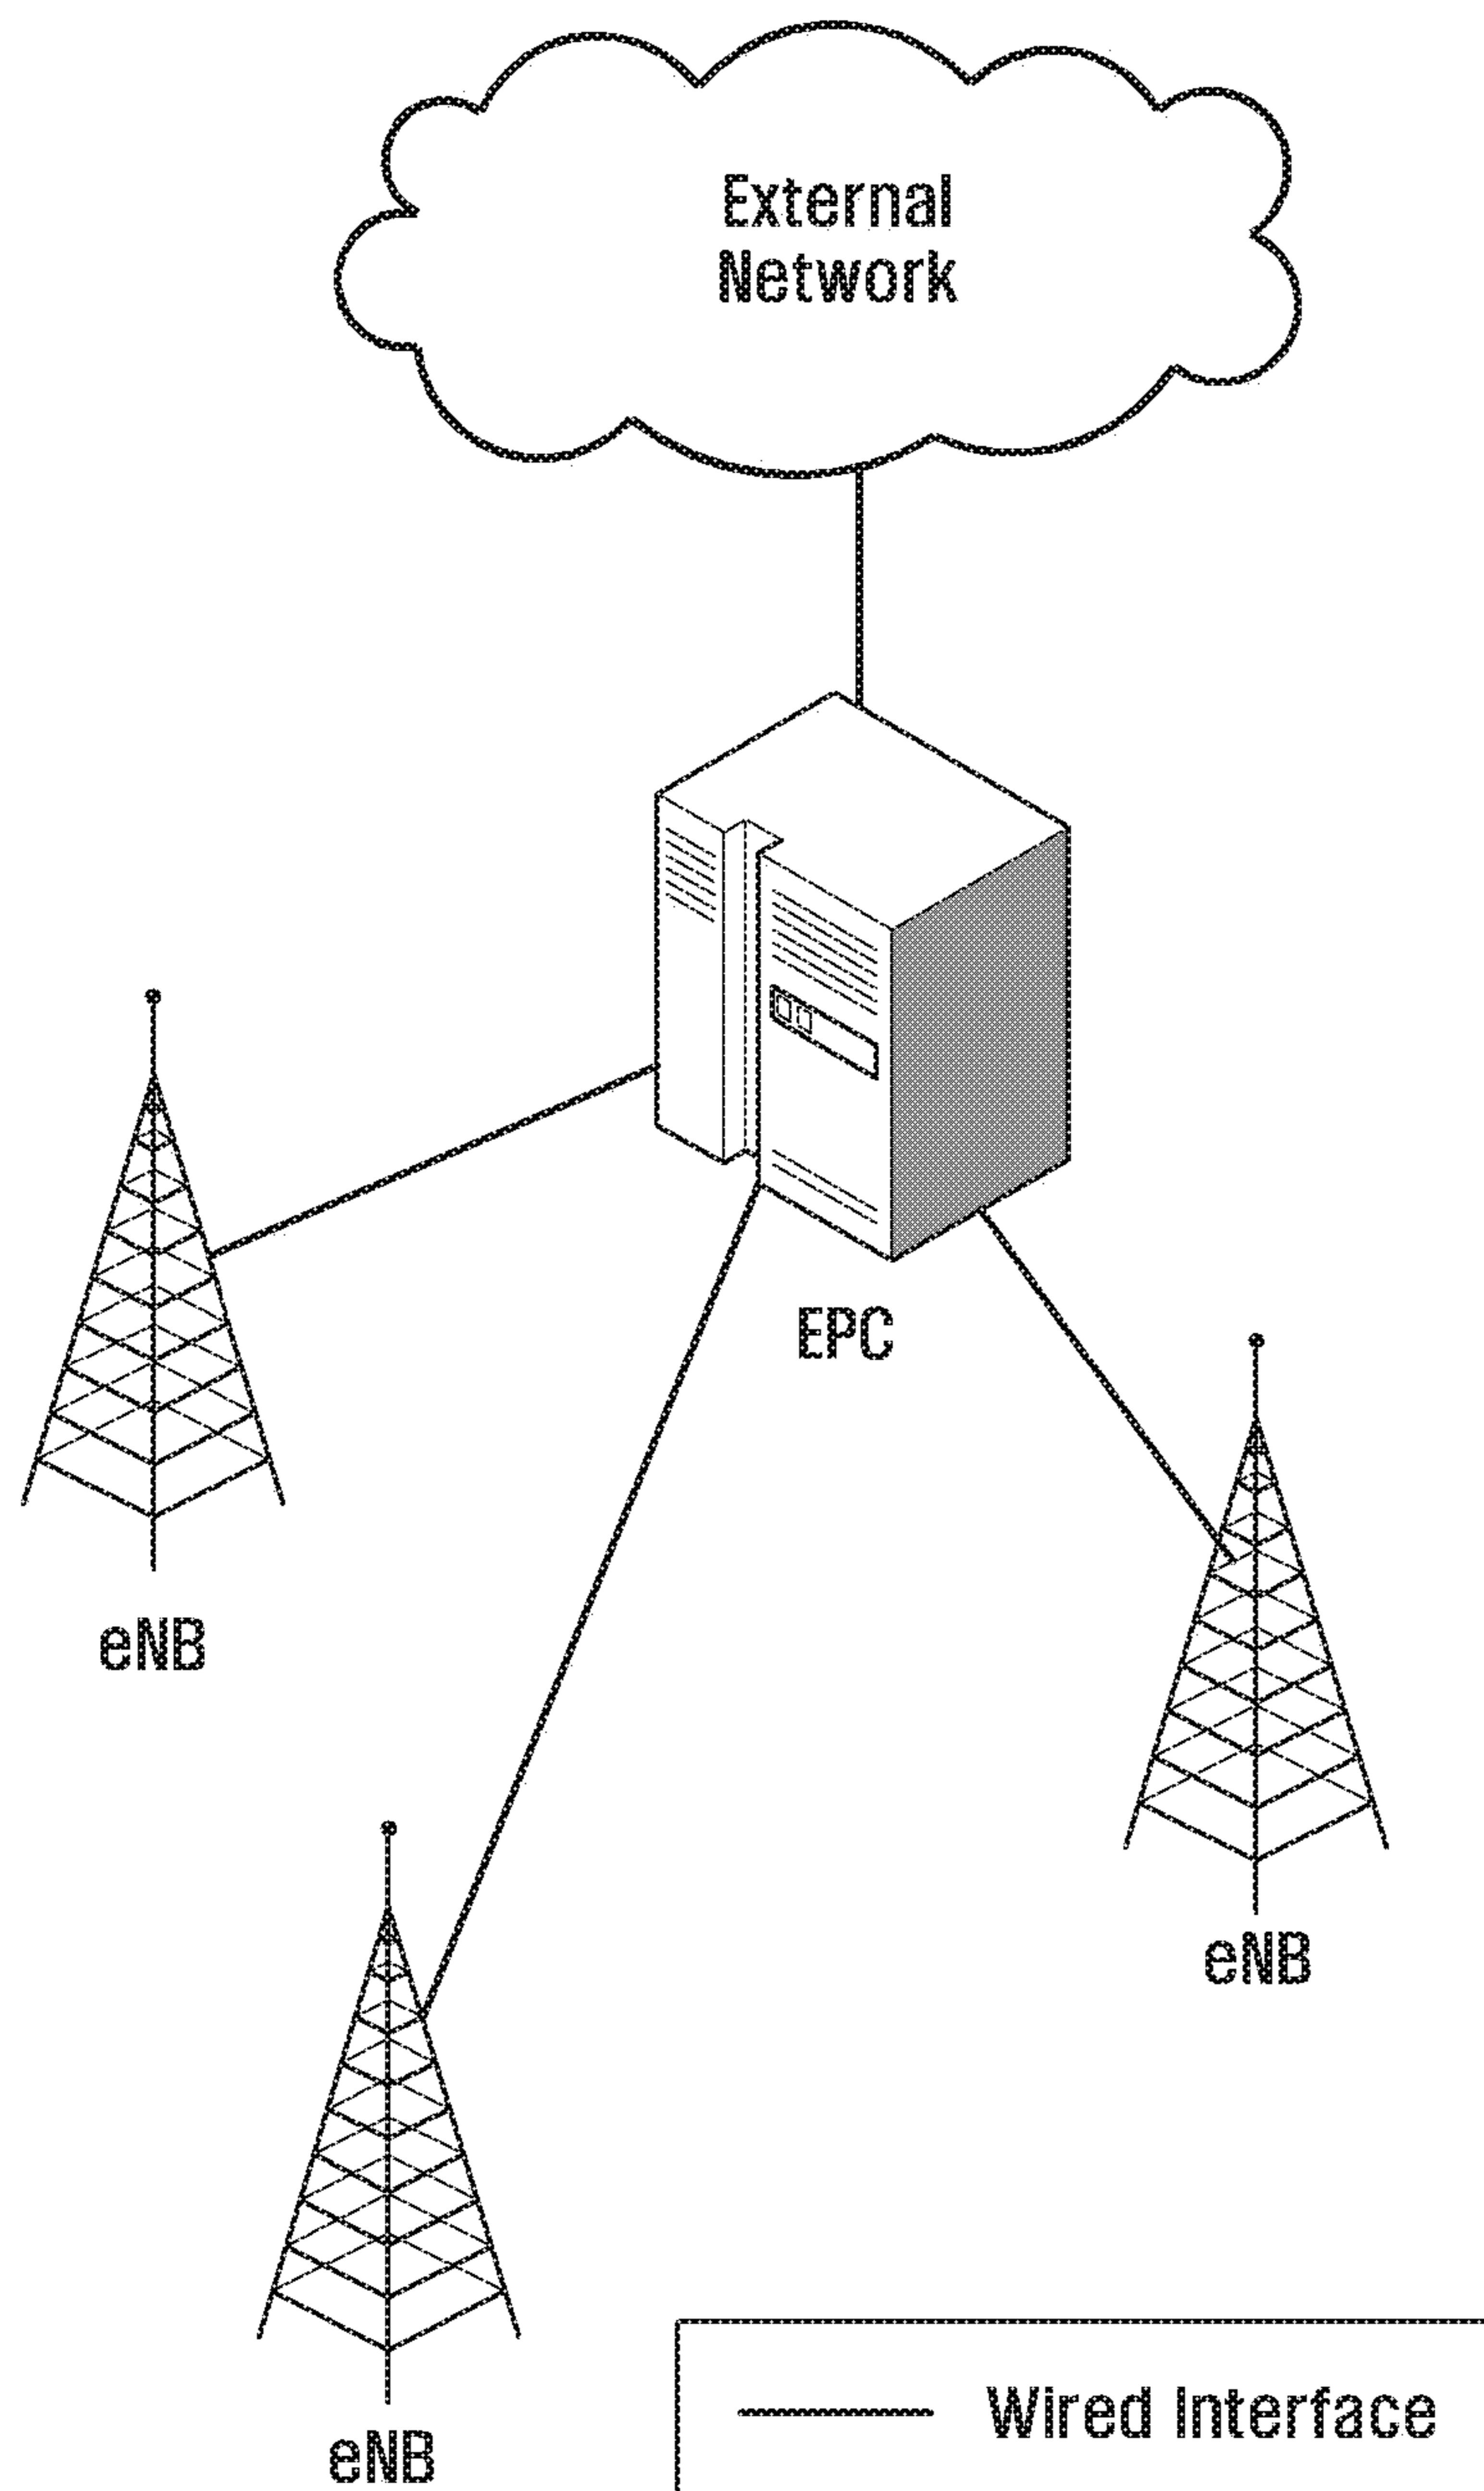 External
Network
EPC
eNB
eNB
eNB
Wired Interface